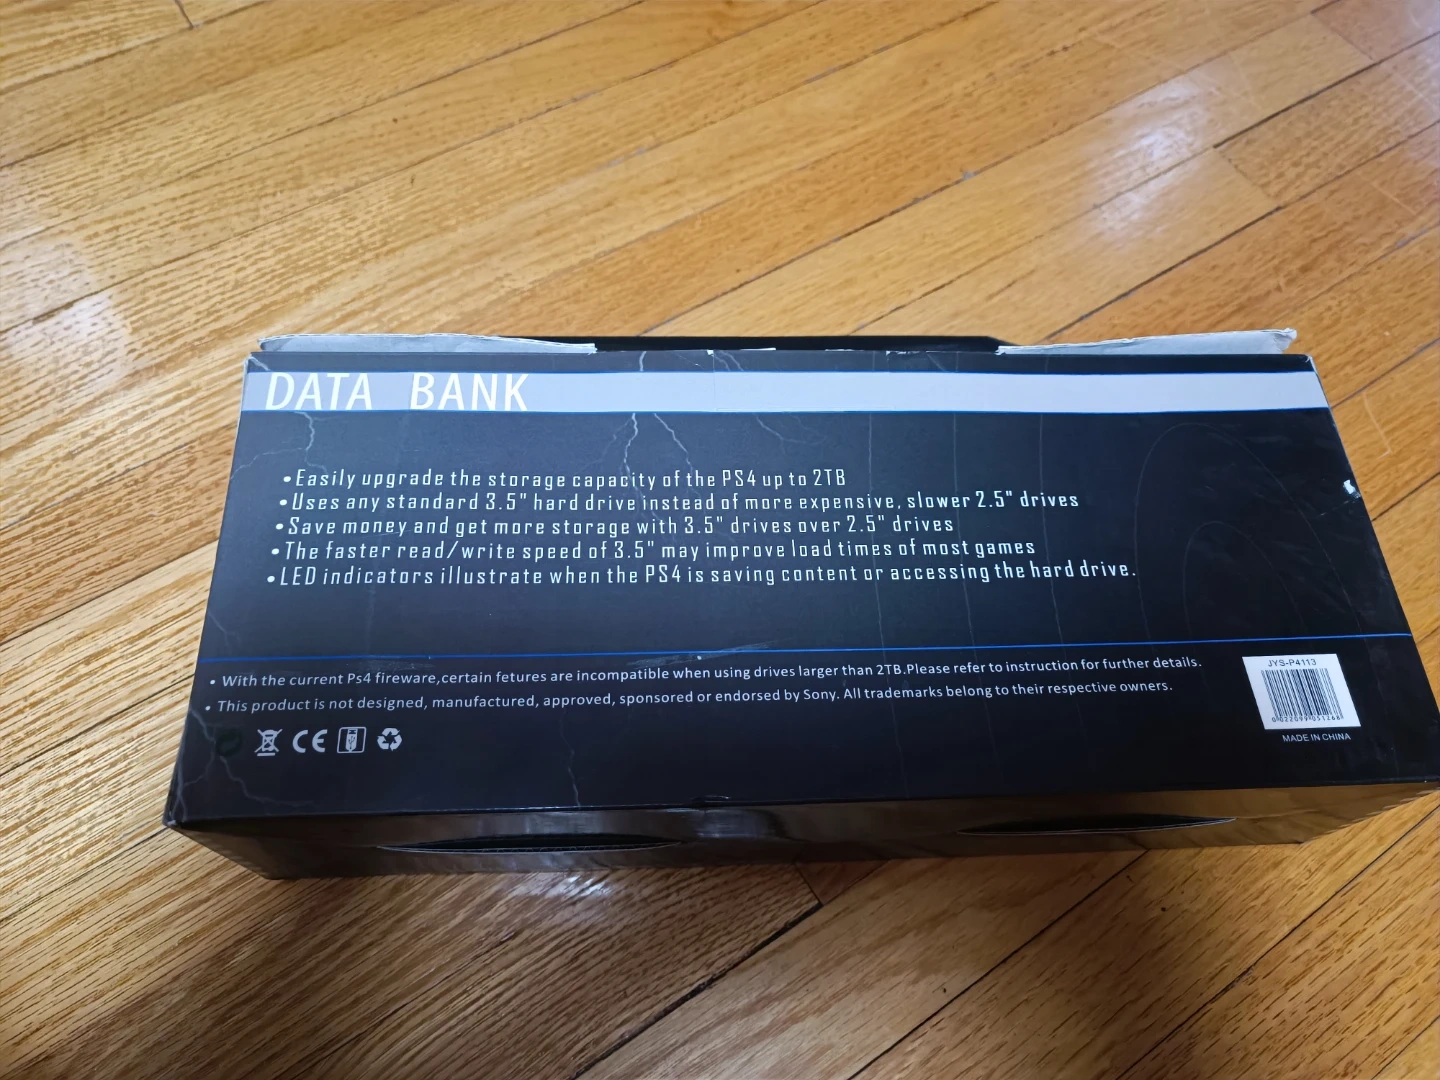 DATA BANK
•Easily upgrade the storage capacity of the PS4 up to 2TB
•Uses any standard 3.5" hard drive instead of more expensive, slower 2.5" drives
•Save money and get more storage with 3.5" drives over 2.5" drives
•The faster read/write speed of 3.5" may improve load times of most games
•LED indicators illustrate when the PS4 is saving content or accessing the hard drive.
• With the current Ps4 fireware,certain fetures are incompatible when using drives larger than 2TB.Please refer to instruction for further details.
• This product is not designed, manufactured, approved, sponsored or endorsed by Sony. All trademarks belong to their respective owners.
CE
JYS-P4113
0 022099 051268
MADE IN CHINA